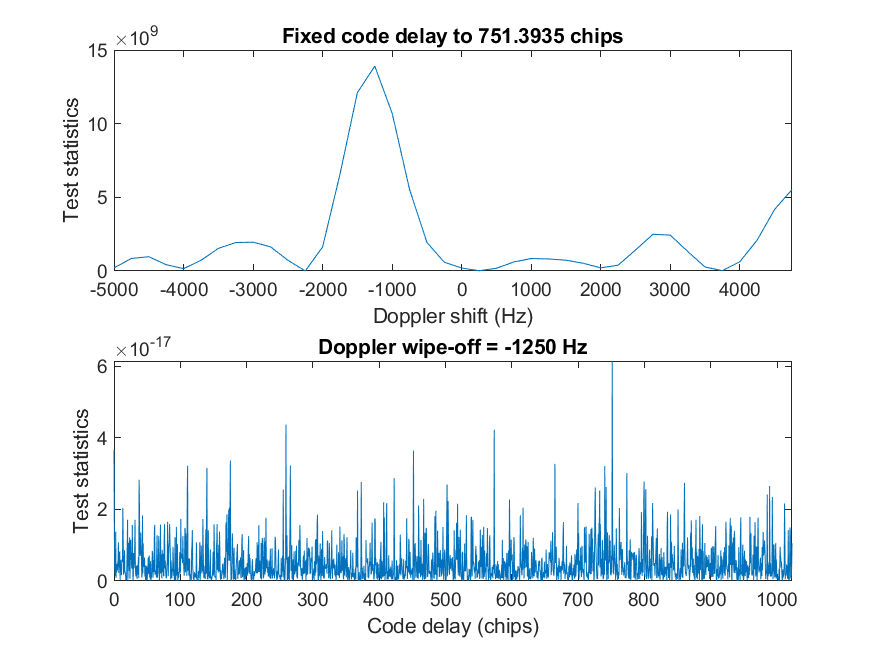 ×10^9
Fixed code delay to 751.3935 chips
15
10
5
0
Test statistics
-5000 -4000 -3000 -2000 -1000 0 1000 2000 3000 4000
Doppler shift (Hz)
×10^-17
Doppler wipe-off = -1250 Hz
6
4
2
0
Test statistics
0 100 200 300 400 500 600 700 800 900 1000
Code delay (chips)